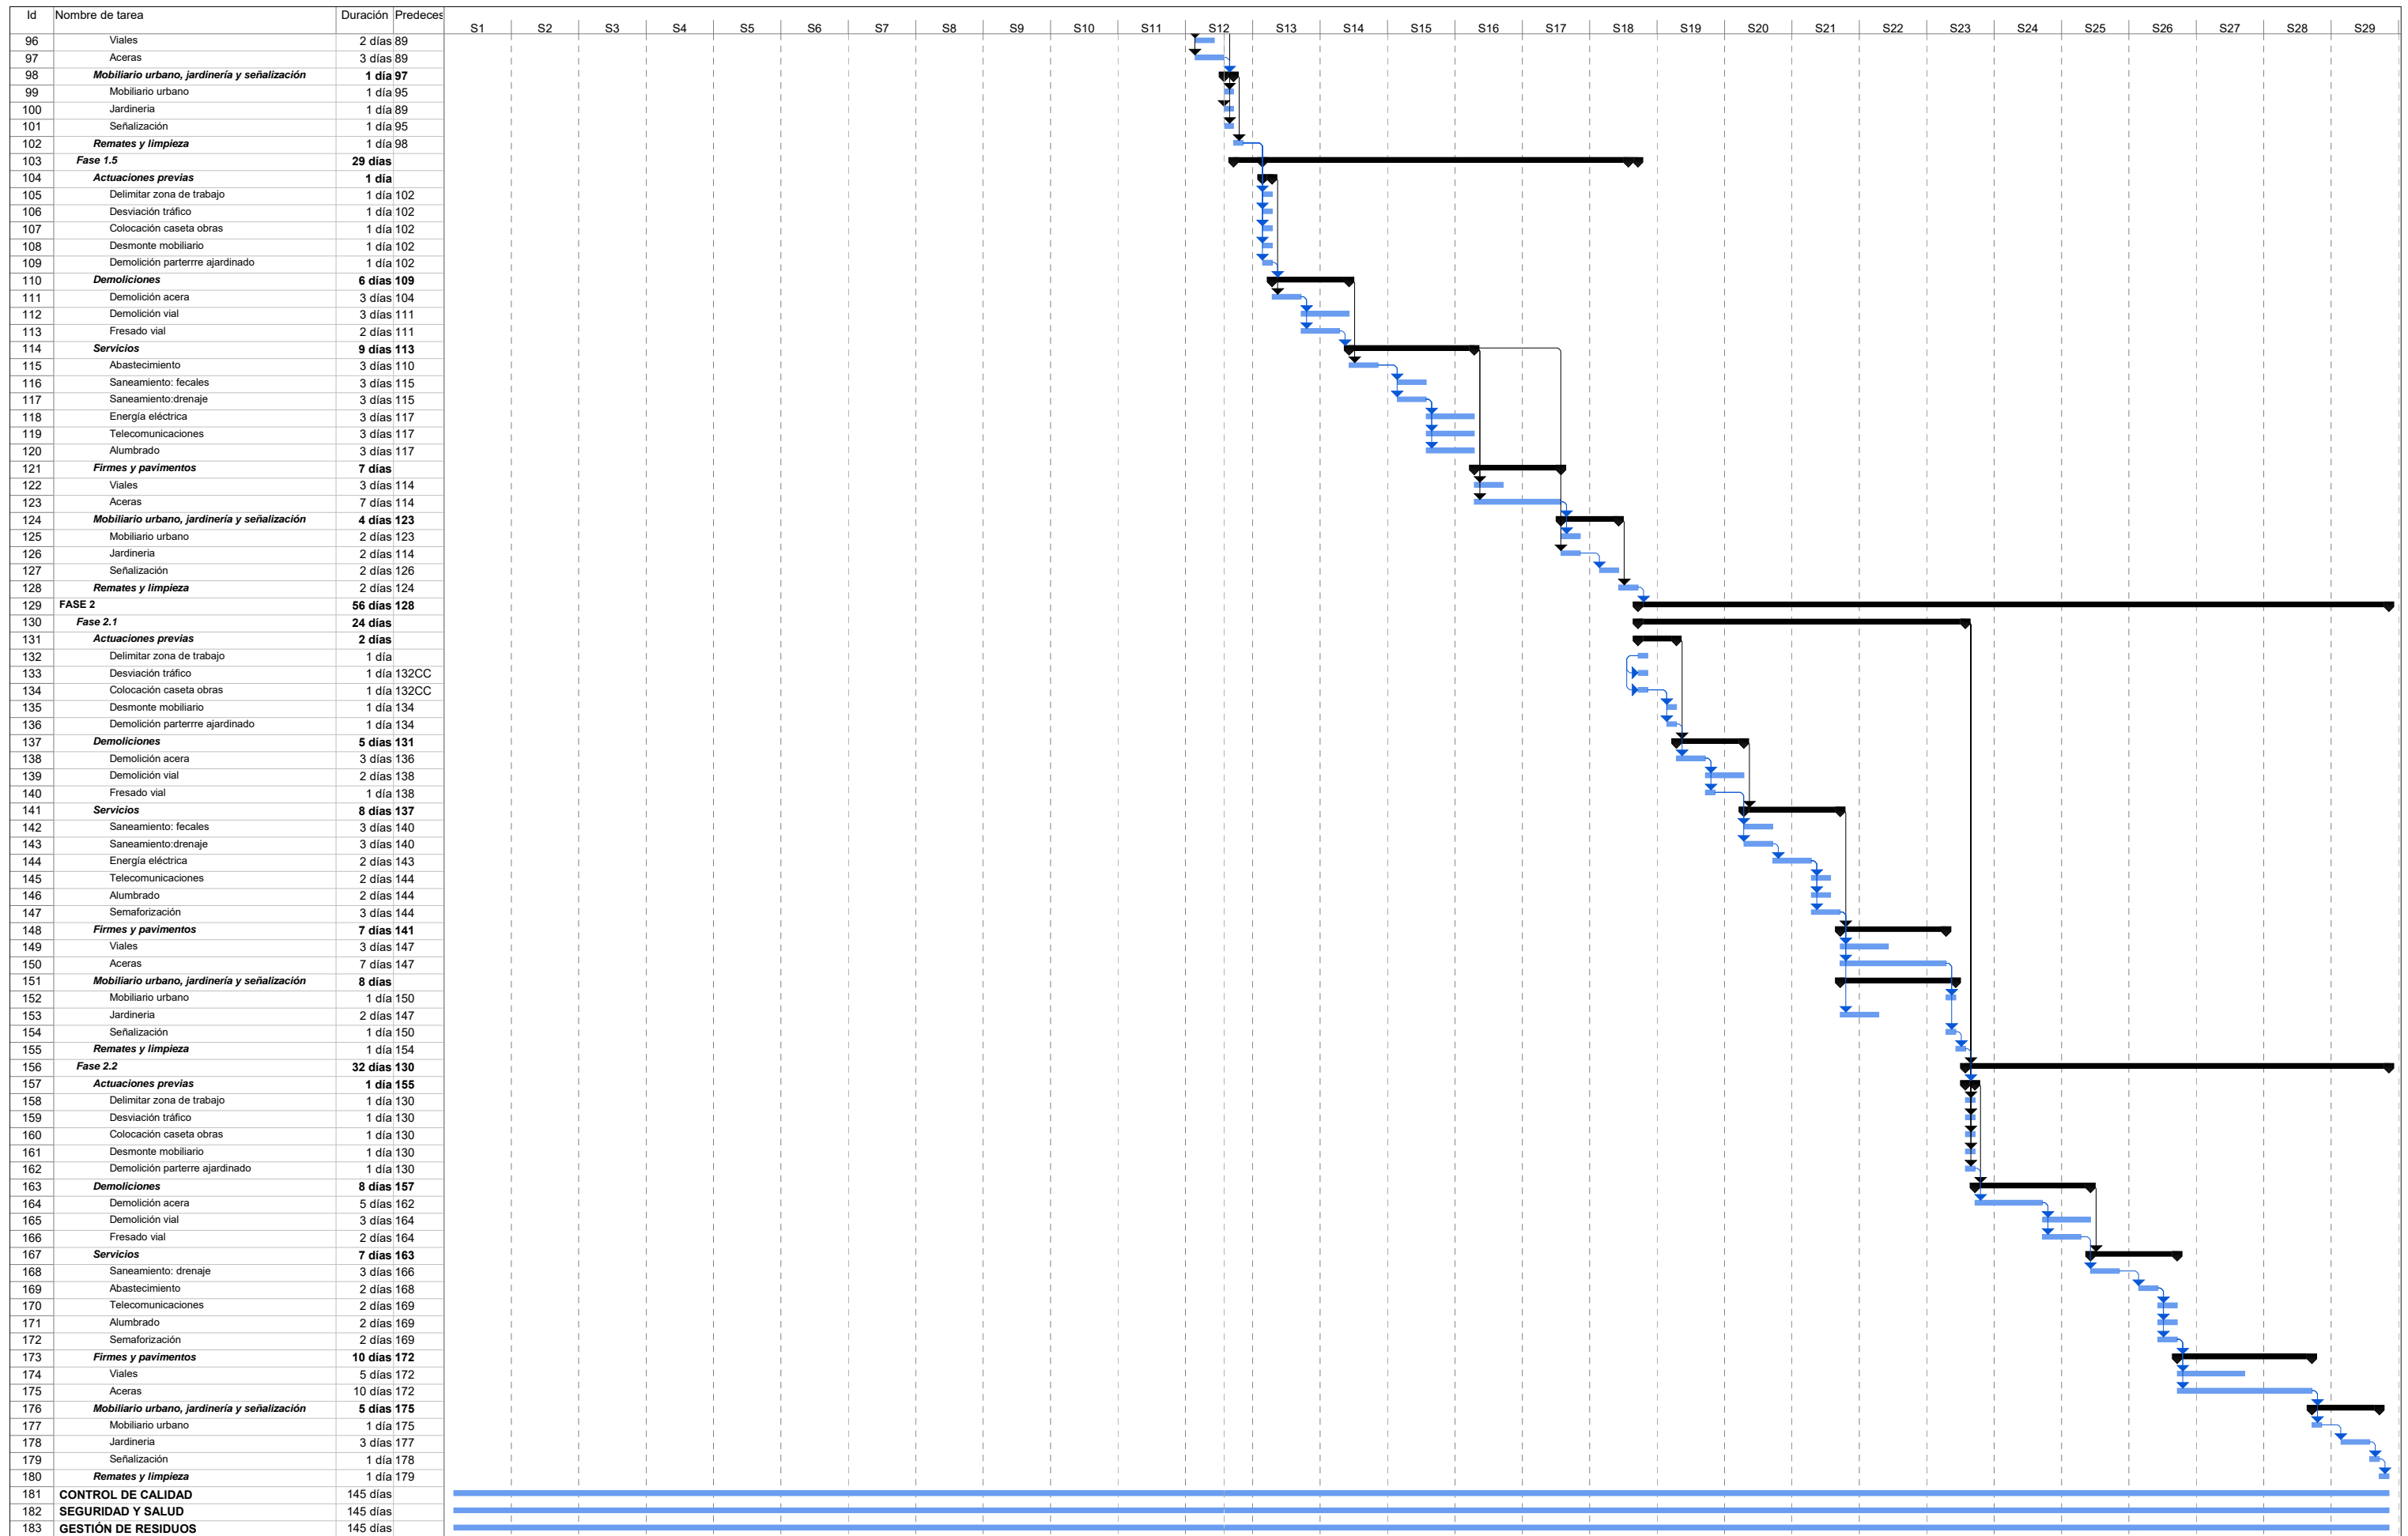 Id Nombre de tarea Duración Predeces S1 S2 S3 S4 S5 S6 S7 S8 S9 S10 S11 S12 S13 S14 S15 S16 S17 S18 S19 S20 S21 S22 S23 S24 S25 S26 S27 S28 S29
96 Viales 2 días 89
97 Aceras 3 días 89
98 Mobiliario urbano, jardinería y señalización 1 día 97
99 Mobiliario urbano 1 día 95
100 Jardineria 1 día 89
101 Señalización 1 día 95
102 Remates y limpieza 1 día 98
103 Fase 1.5 29 días
104 Actuaciones previas 1 día
105 Delimitar zona de trabajo 1 día 102
106 Desviación tráfico 1 día 102
107 Colocación caseta obras 1 día 102
108 Desmonte mobiliario 1 día 102
109 Demolición parterrre ajardinado 1 día 102
110 Demoliciones 6 días 109
111 Demolición acera 3 días 104
112 Demolición vial 3 días 111
113 Fresado vial 2 días 111
114 Servicios 9 días 113
115 Abastecimiento 3 días 110
116 Saneamiento: fecales 3 días 115
117 Saneamiento:drenaje 3 días 115
118 Energía eléctrica 3 días 117
119 Telecomunicaciones 3 días 117
120 Alumbrado 3 días 117
121 Firmes y pavimentos 7 días
122 Viales 3 días 114
123 Aceras 7 días 114
124 Mobiliario urbano, jardinería y señalización 4 días 123
125 Mobiliario urbano 2 días 123
126 Jardineria 2 días 114
127 Señalización 2 días 126
128 Remates y limpieza 2 días 124
129 FASE 2 56 días 128
130 Fase 2.1 24 días
131 Actuaciones previas 2 días
132 Delimitar zona de trabajo 1 día
133 Desviación tráfico 1 día 132CC
134 Colocación caseta obras 1 día 132CC
135 Desmonte mobiliario 1 día 134
136 Demolición parterrre ajardinado 1 día 134
137 Demoliciones 5 días 131
138 Demolición acera 3 días 136
139 Demolición vial 2 días 138
140 Fresado vial 1 día 138
141 Servicios 8 días 137
142 Saneamiento: fecales 3 días 140
143 Saneamiento:drenaje 3 días 140
144 Energía eléctrica 2 días 143
145 Telecomunicaciones 2 días 144
146 Alumbrado 2 días 144
147 Semaforización 3 días 144
148 Firmes y pavimentos 7 días 141
149 Viales 3 días 147
150 Aceras 7 días 147
151 Mobiliario urbano, jardinería y señalización 8 días
152 Mobiliario urbano 1 día 150
153 Jardineria 2 días 147
154 Señalización 1 día 150
155 Remates y limpieza 1 día 154
156 Fase 2.2 32 días 130
157 Actuaciones previas 1 día 155
158 Delimitar zona de trabajo 1 día 130
159 Desviación tráfico 1 día 130
160 Colocación caseta obras 1 día 130
161 Desmonte mobiliario 1 día 130
162 Demolición parterre ajardinado 1 día 130
163 Demoliciones 8 días 157
164 Demolición acera 5 días 162
165 Demolición vial 3 días 164
166 Fresado vial 2 días 164
167 Servicios 7 días 163
168 Saneamiento: drenaje 3 días 166
169 Abastecimiento 2 días 168
170 Telecomunicaciones 2 días 169
171 Alumbrado 2 días 169
172 Semaforización 2 días 169
173 Firmes y pavimentos 10 días 172
174 Viales 5 días 172
175 Aceras 10 días 172
176 Mobiliario urbano, jardinería y señalización 5 días 175
177 Mobiliario urbano 1 día 175
178 Jardineria 3 días 177
179 Señalización 1 día 178
180 Remates y limpieza 1 día 179
181 CONTROL DE CALIDAD 145 días
182 SEGURIDAD Y SALUD 145 días
183 GESTIÓN DE RESIDUOS 145 días